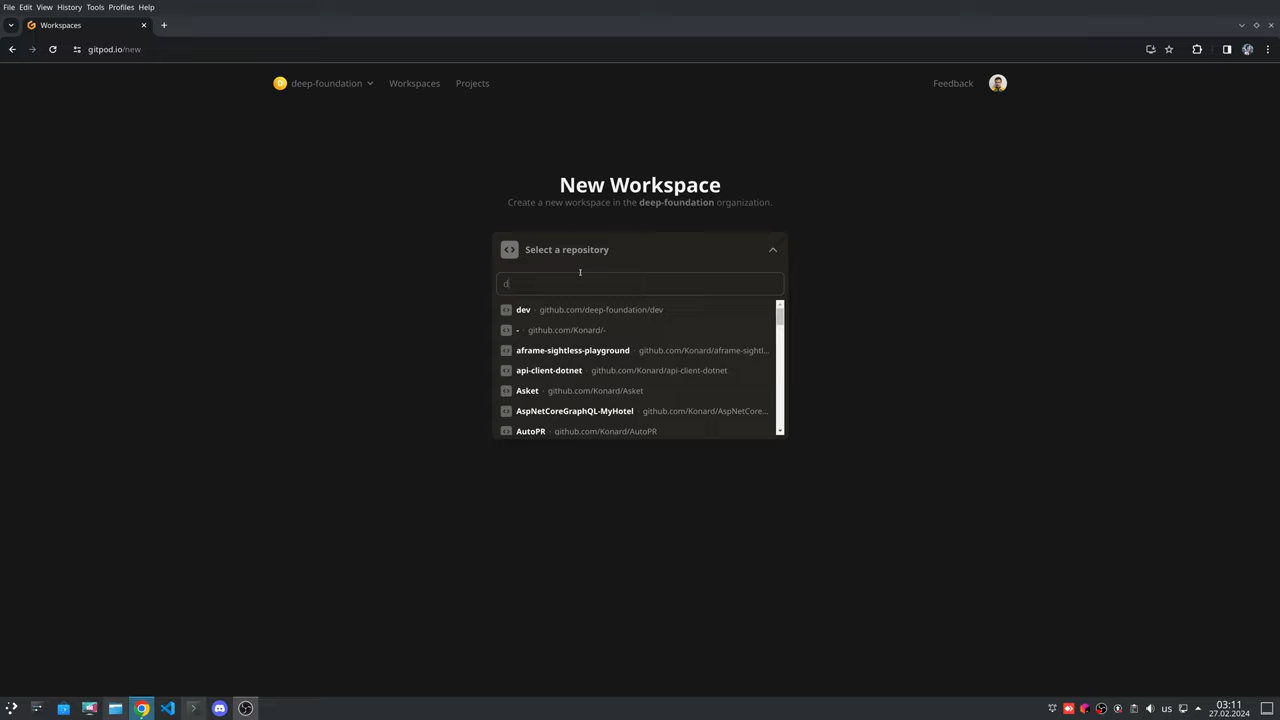 File Edit View History Tools Profiles Help
Workspaces
gitpod.io/new
D deep-foundation Workspaces Projects Feedback
New Workspace
Create a new workspace in the deep-foundation organization.
Select a repository
d
dev · github.com/deep-foundation/dev
- · github.com/Konard/-
aframe-sightless-playground · github.com/Konard/aframe-sightl...
api-client-dotnet · github.com/Konard/api-client-dotnet
Asket · github.com/Konard/Asket
AspNetCoreGraphQL-MyHotel · github.com/Konard/AspNetCore...
AutoPR · github.com/Konard/AutoPR
us
03:11
27.02.2024